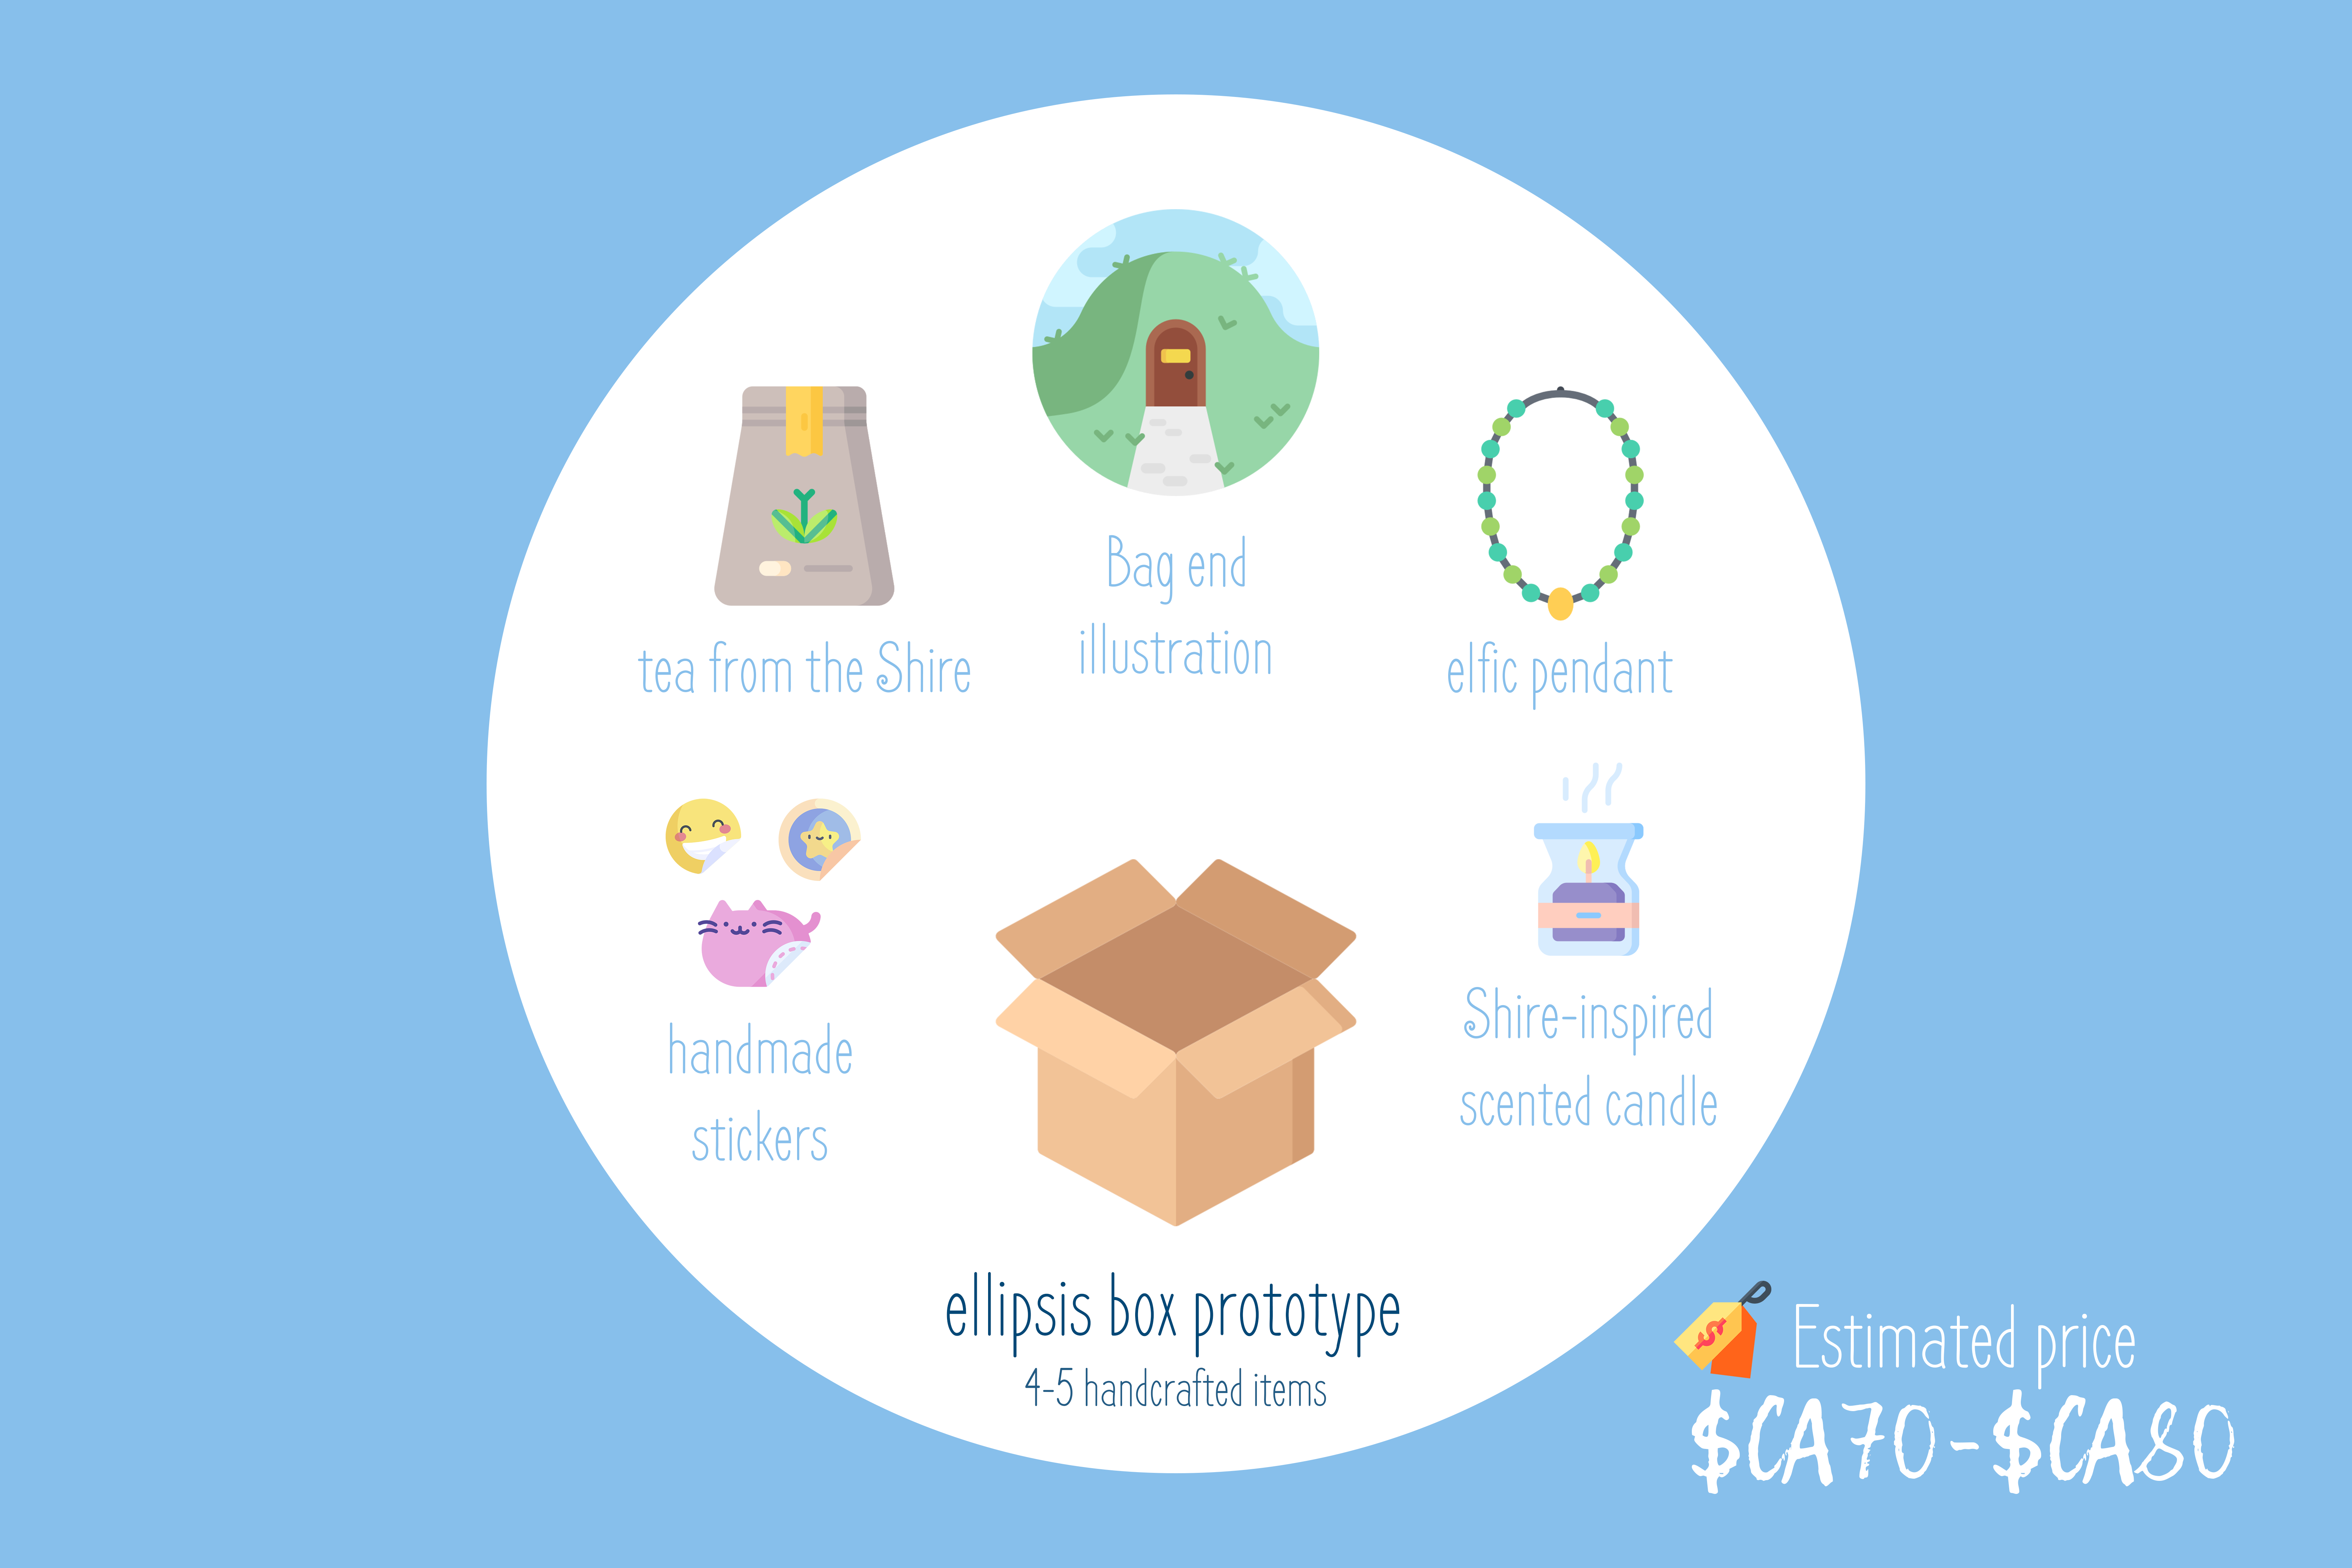 Bag end
illustration
tea from the Shire
elfic pendant
handmade
stickers
Shire-inspired
scented candle
ellipsis box prototype
4-5 handcrafted items
Estimated price
$CA70-$CA80